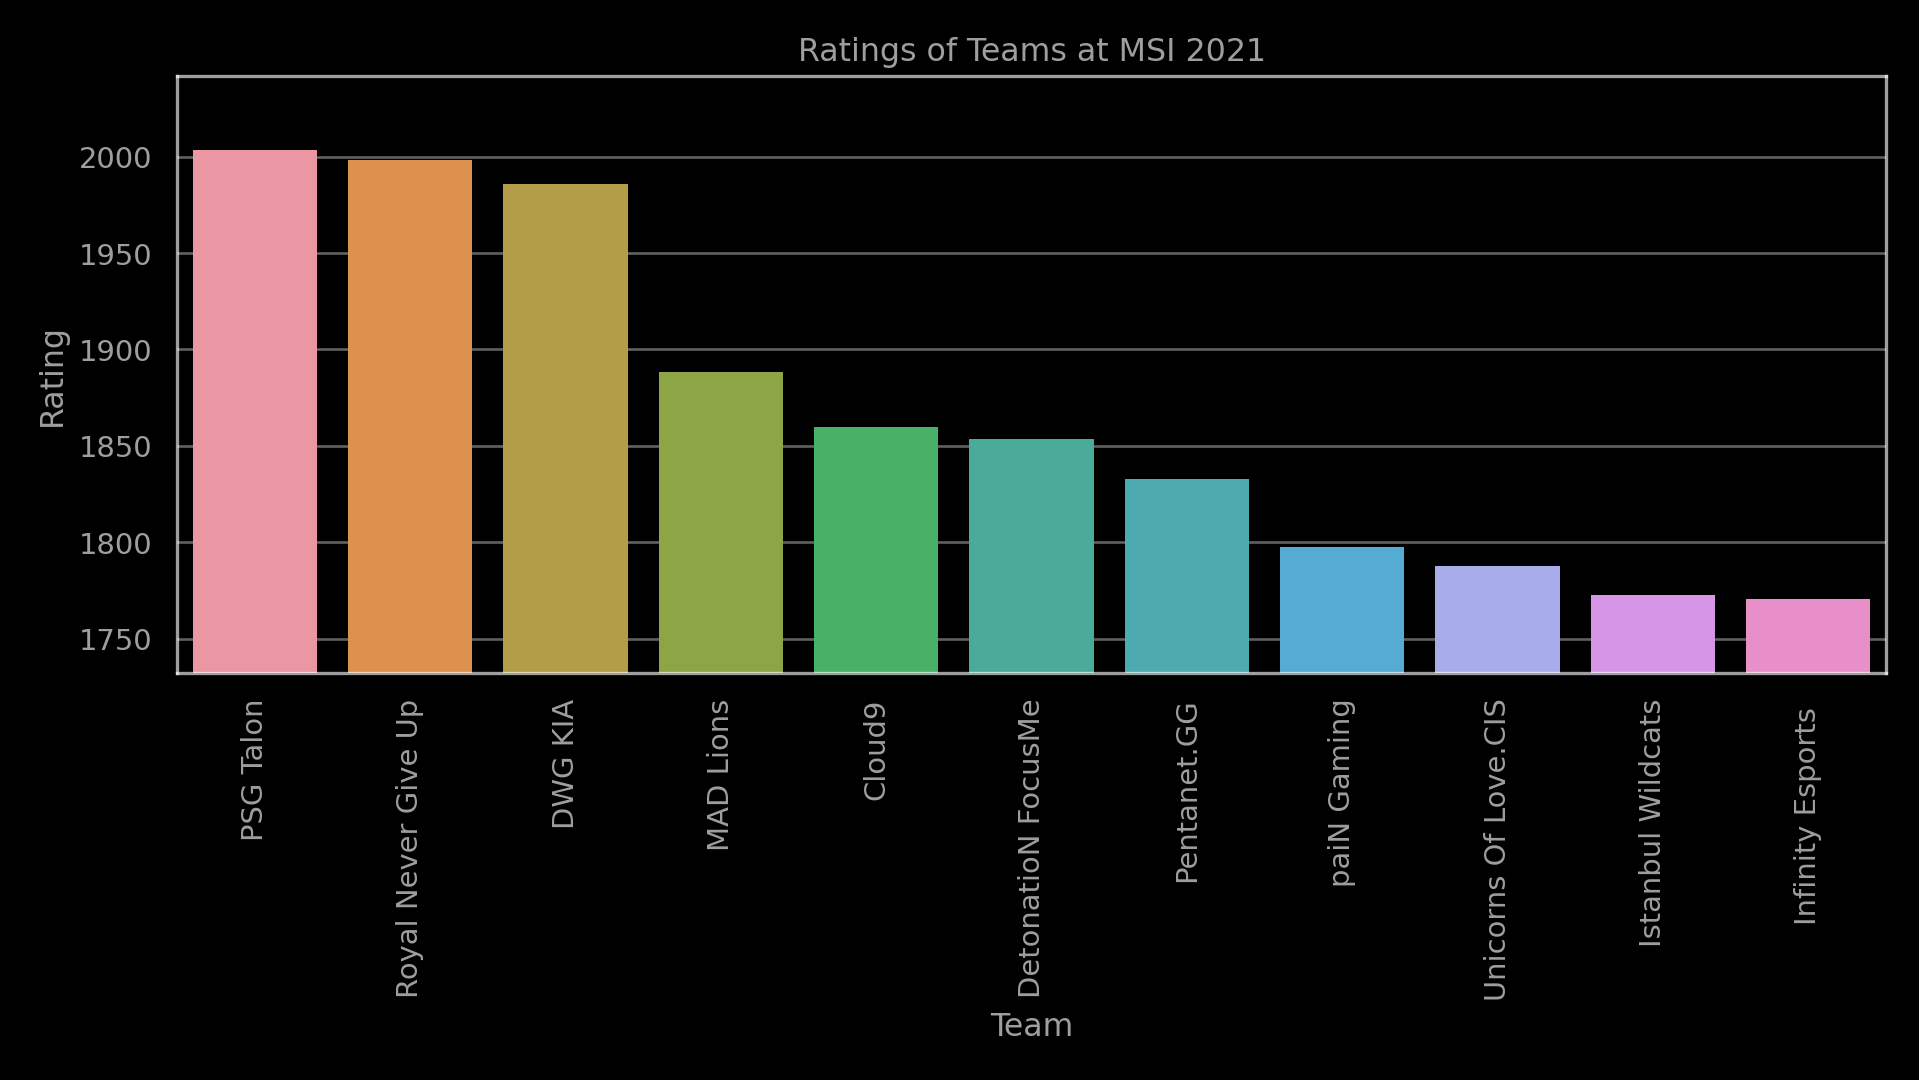 Ratings of Teams at MSI 2021
Rating
2000
1950
1900
1850
1800
1750
PSG Talon
Royal Never Give Up
DWG KIA
MAD Lions
Cloud9
DetonatioN FocusMe
Pentanet.GG
paiN Gaming
Unicorns Of Love.CIS
Istanbul Wildcats
Infinity Esports
Team